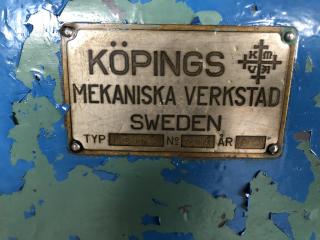 KÖPINGS
MEKANISKA VERKSTAD
SWEDEN
TYP Nº ÅR